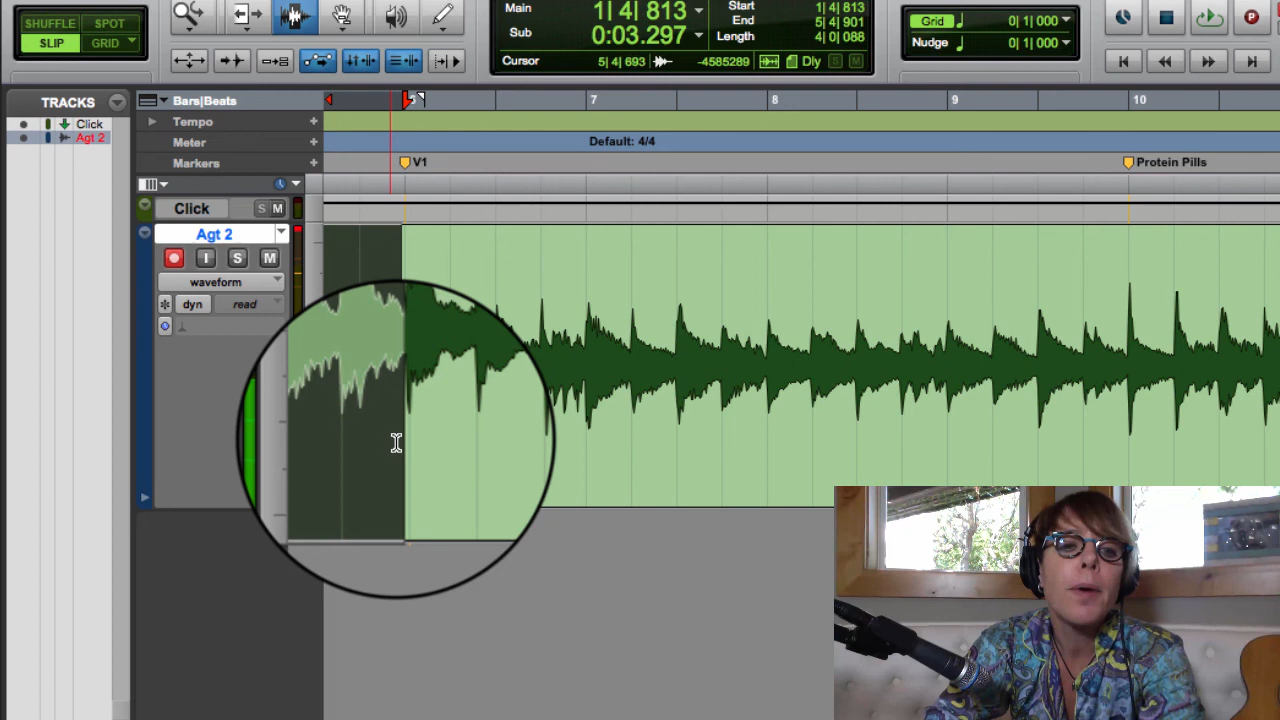 SHUFFLE SPOT
SLIP GRID
Main 1| 4| 813
Sub 0:03.297
Start 1| 4| 813
End 5| 4| 901
Length 4| 0| 088
Cursor 5| 4| 693 -4585289 Dly S M
Grid 0| 1| 000
Nudge 0| 1| 000
TRACKS
Click
Agt 2
Bars|Beats 7 8 9 10
Tempo
Meter Default: 4/4
Markers V1 Protein Pills
Click S M
Agt 2
I S M
waveform
dyn read